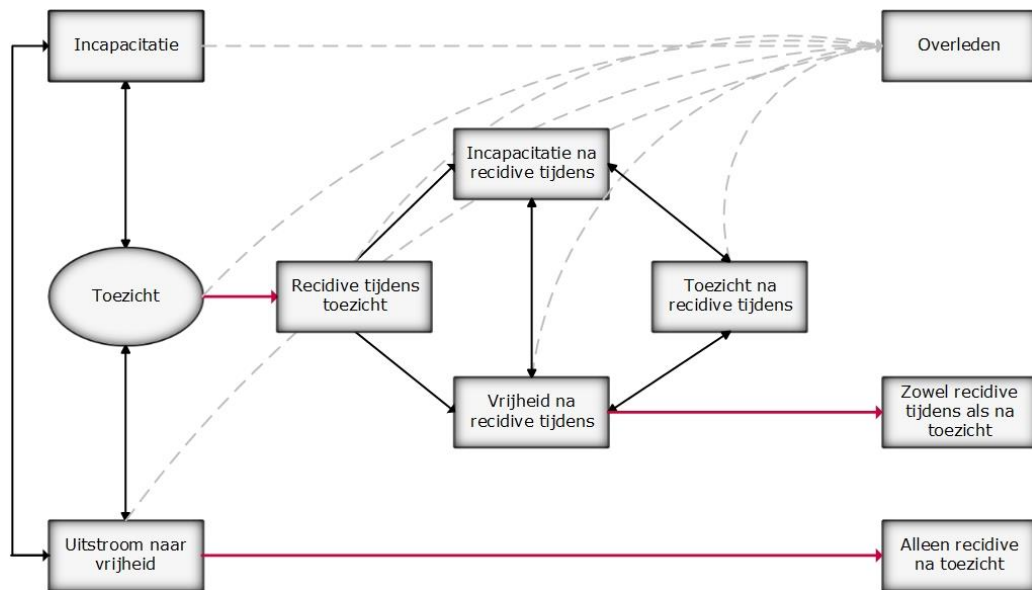 Incapacitatie
Overleden
Incapacitatie na
recidive tijdens
Toezicht
Recidive tijdens
toezicht
Toezicht na
recidive tijdens
Vrijheid na
recidive tijdens
Zowel recidive
tijdens als na
toezicht
Uitstroom naar
vrijheid
Alleen recidive
na toezicht